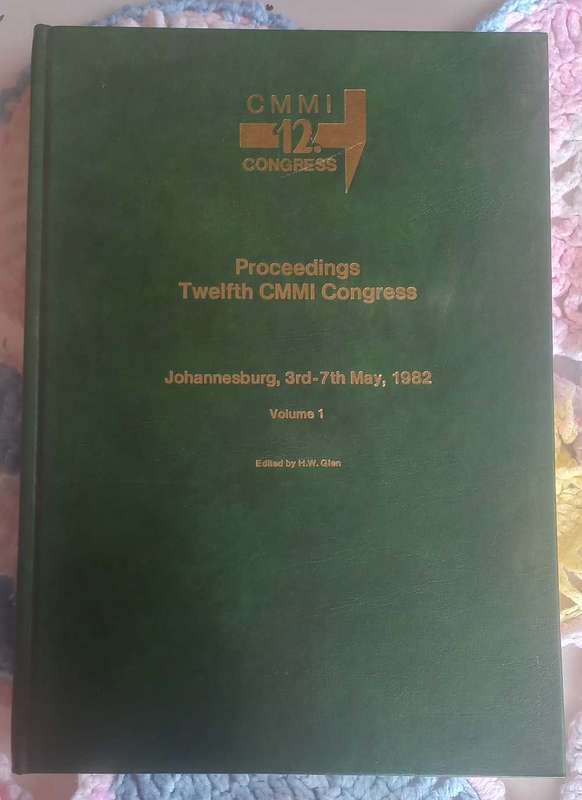 CMMI
12.
CONGRESS
Proceedings
Twelfth CMMI Congress
Johannesburg, 3rd-7th May, 1982
Volume 1
Edited by H.W. Glen